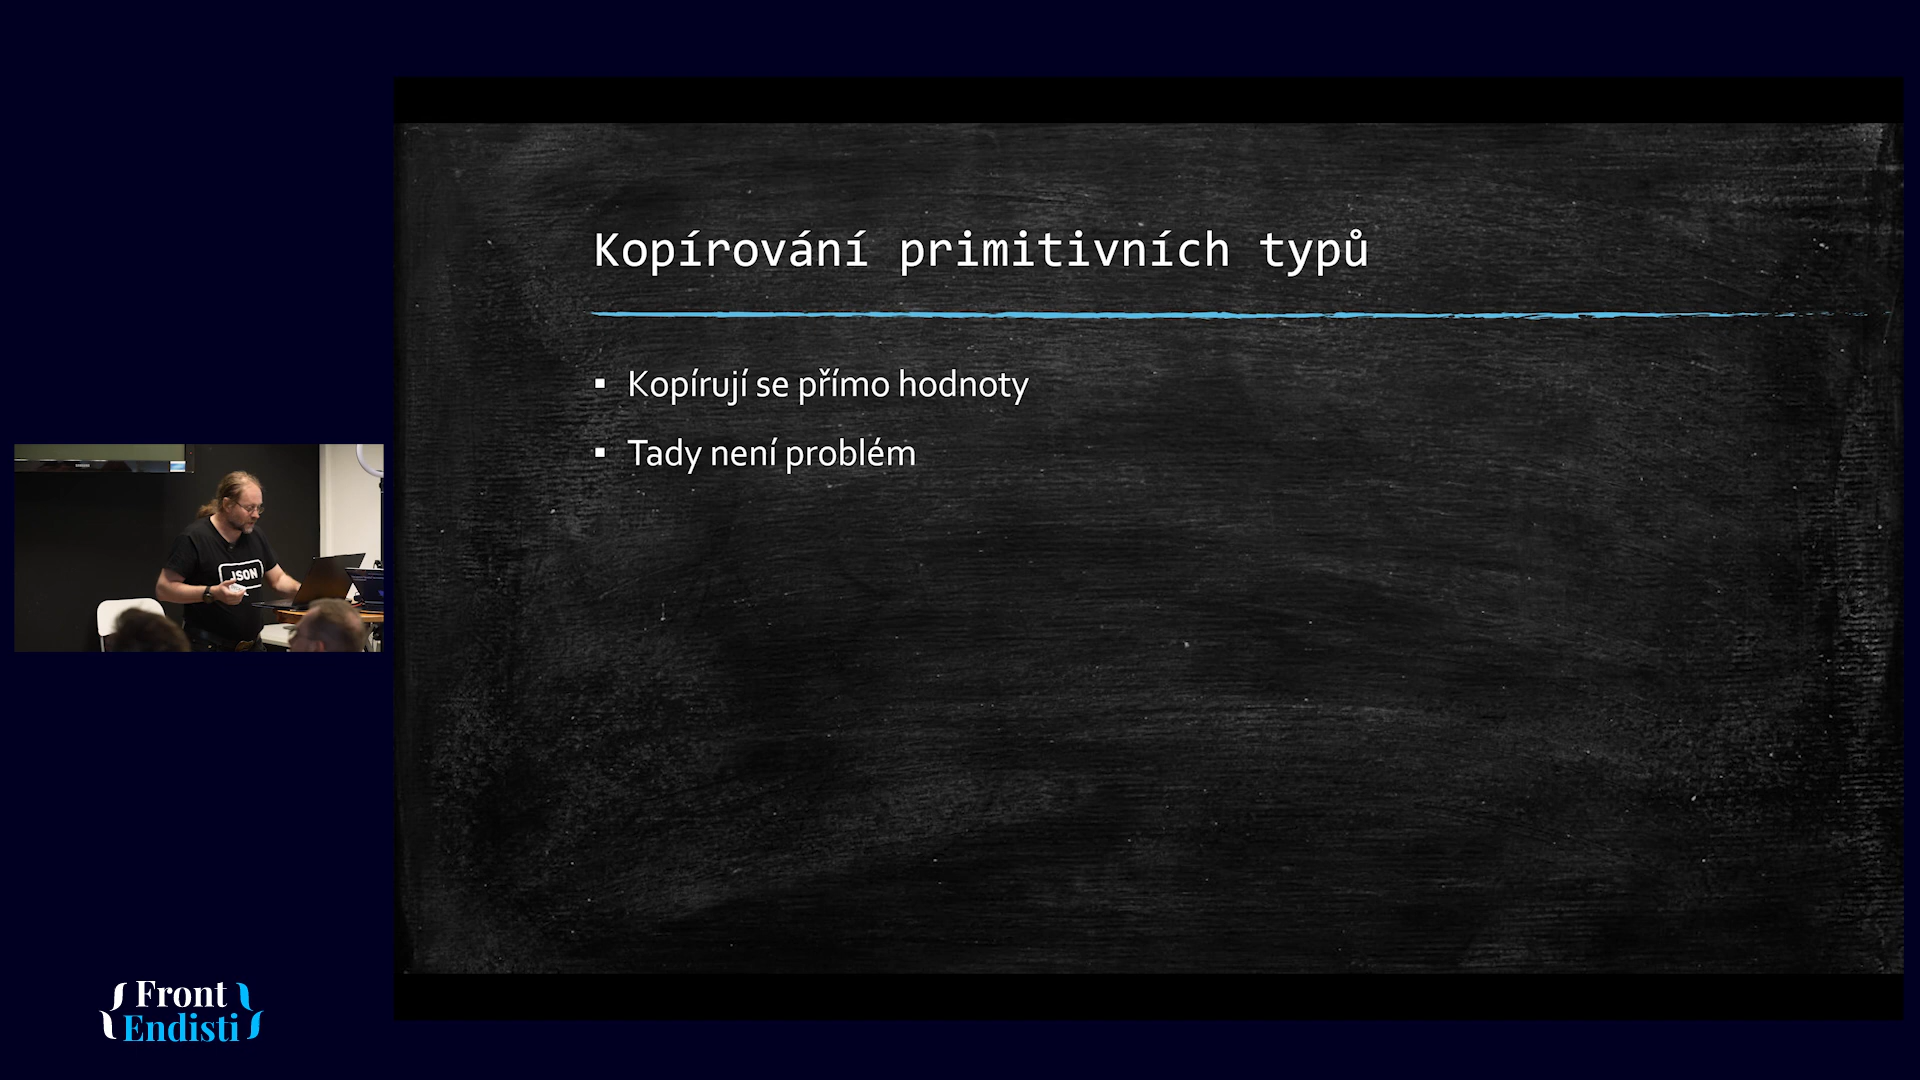 Kopírování primitivních typů
▪ Kopírují se přímo hodnoty
▪ Tady není problém
JSON
{ Front }
{ Endisti }